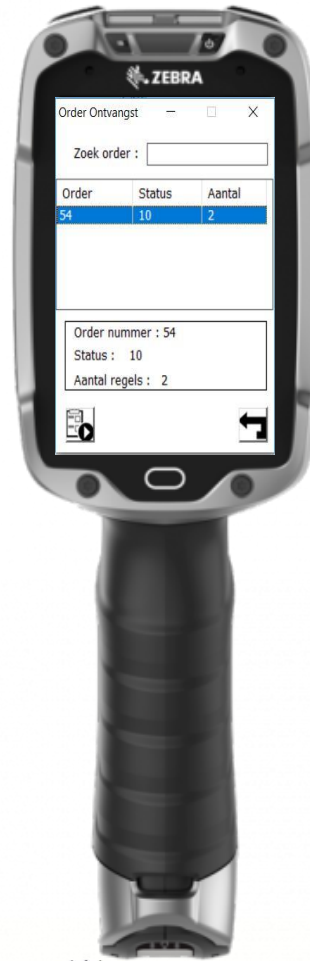 ZEBRA
Order Ontvangst
Zoek order :
Order Status Aantal
54 10 2
Order nummer : 54
Status : 10
Aantal regels : 2